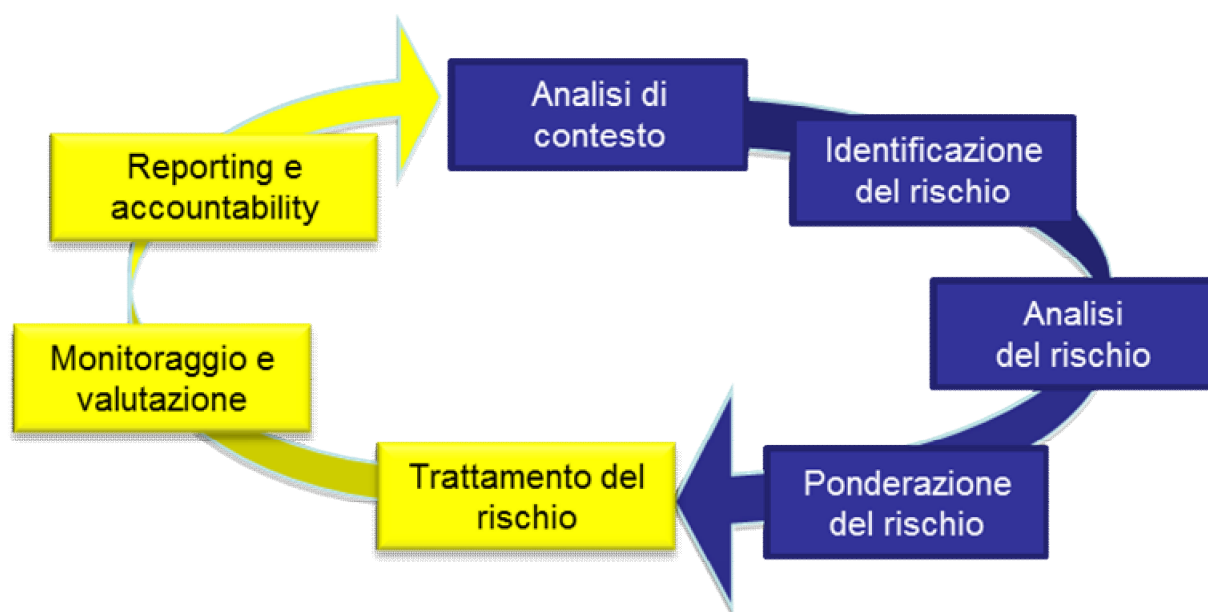 Analisi di
contesto
Identificazione
del rischio
Analisi
del rischio
Ponderazione
del rischio
Trattamento del
rischio
Monitoraggio e
valutazione
Reporting e
accountability